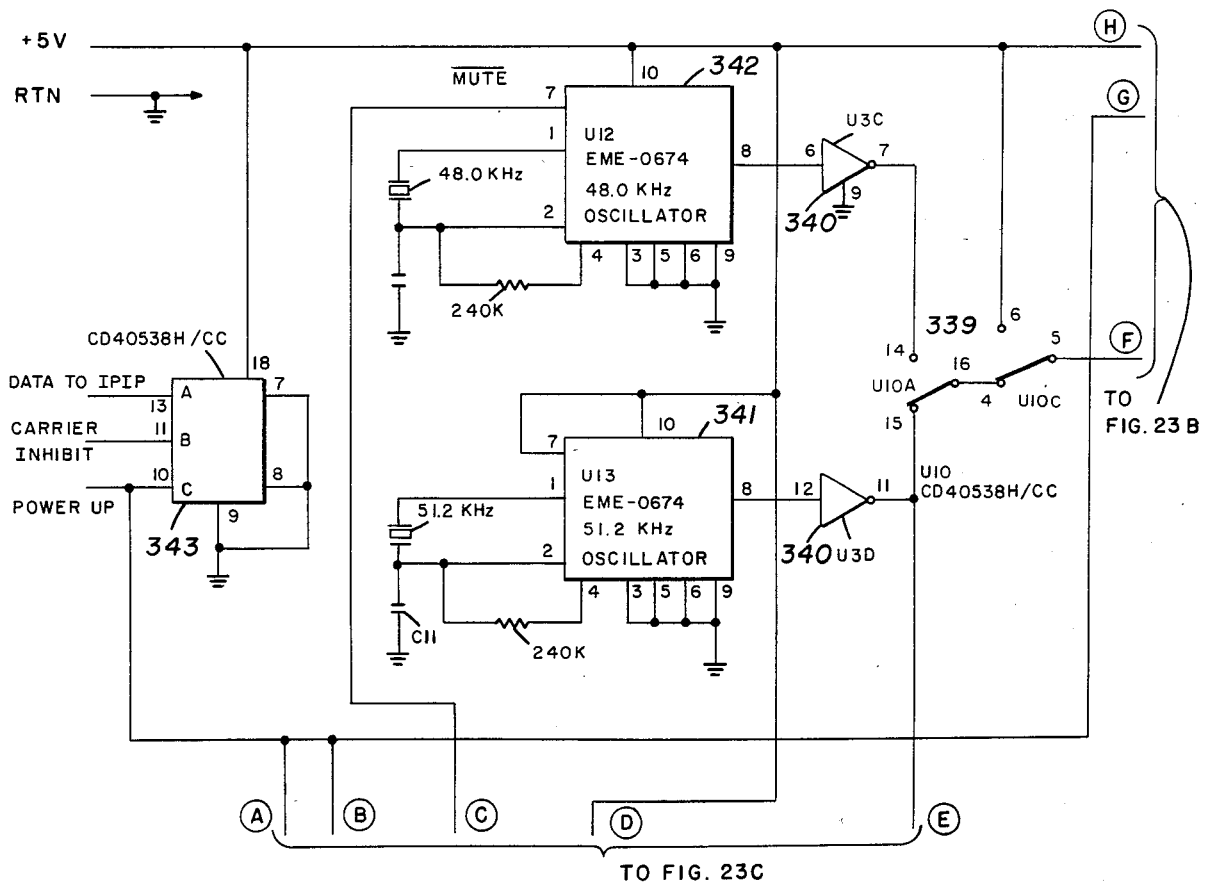 +5V
H
RTN
MUTE
10
342
G
7
U3C
1
U12
EME-0674
48.0 KHz
OSCILLATOR
8
6
7
9
340
48.0 KHz
2
4
3
5
6
9
240K
339
6
CD40538H/CC
18
14
16
5
F
DATA TO IPIP
A
7
13
U10A
4
U10C
TO
FIG. 23 B
CARRIER
INHIBIT
11
B
15
10
341
7
POWER UP
10
C
8
9
343
1
U13
EME-0674
51.2 KHz
OSCILLATOR
8
12
11
U10
CD40538H/CC
51.2 KHz
2
340
U3D
4
3
5
6
9
C11
240K
A
B
C
D
E
TO FIG. 23C